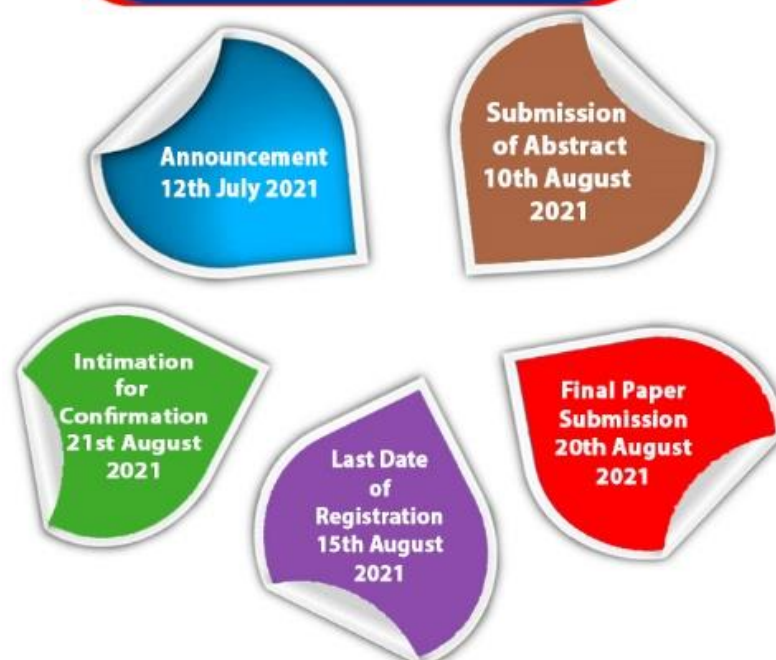 Announcement
12th July 2021
Submission
of Abstract
10th August
2021
Intimation
for
Confirmation
21st August
2021
Last Date
of
Registration
15th August
2021
Final Paper
Submission
20th August
2021